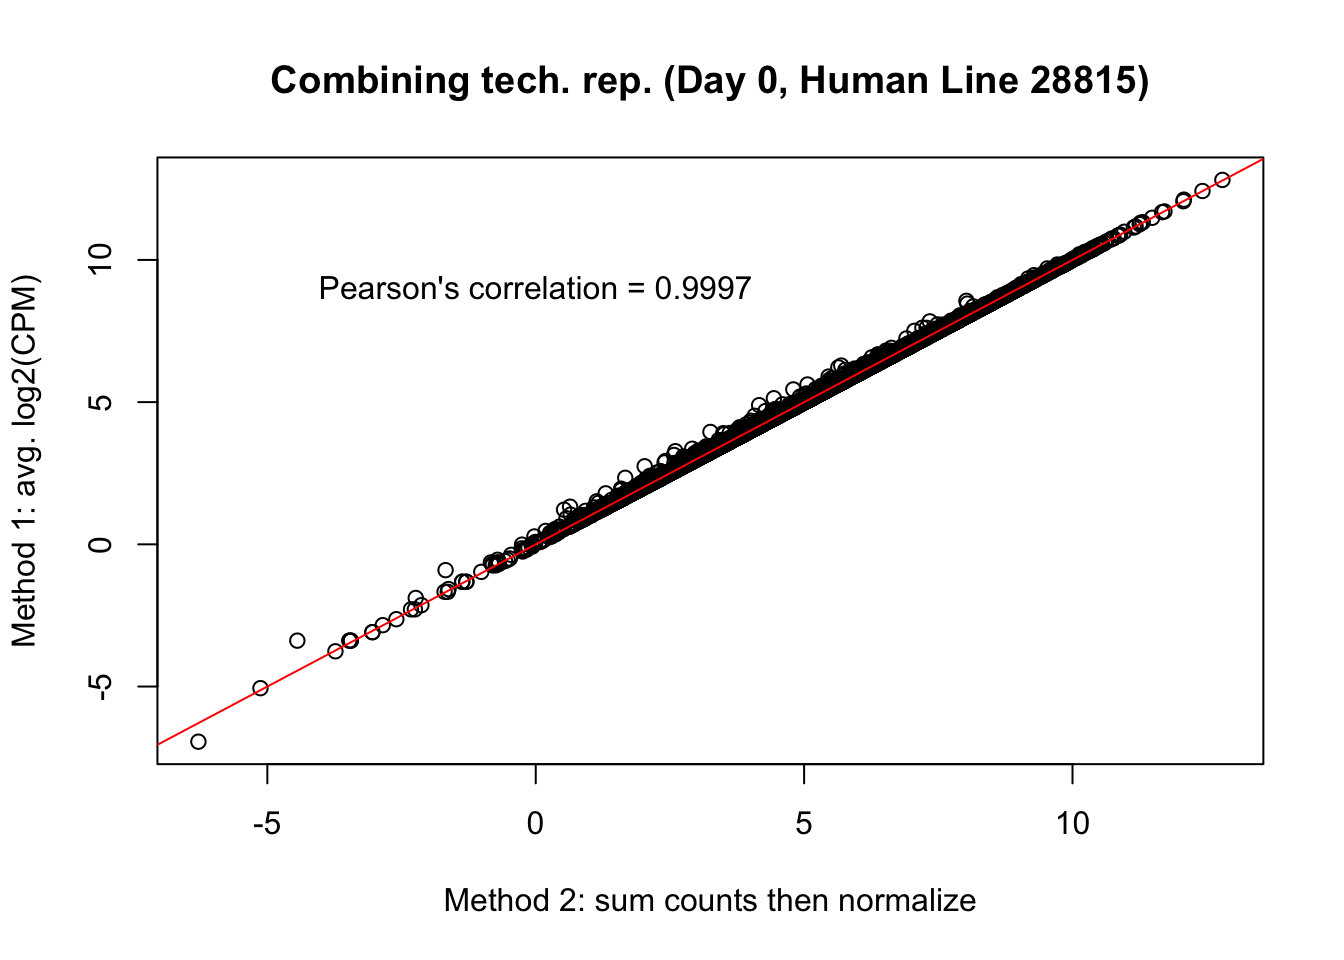 Combining tech. rep. (Day 0, Human Line 28815)
Method 1: avg. log2(CPM)
10
5
0
-5
Pearson's correlation = 0.9997
-5 0 5 10
Method 2: sum counts then normalize